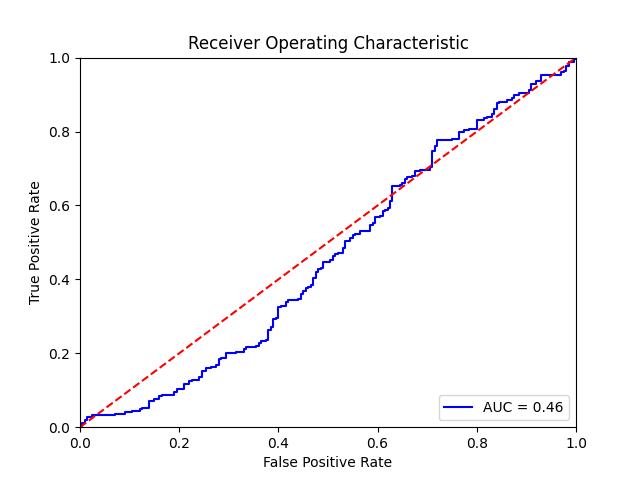 Receiver Operating Characteristic
True Positive Rate
1.0
0.8
0.6
0.4
0.2
0.0
AUC = 0.46
0.0 0.2 0.4 0.6 0.8 1.0
False Positive Rate